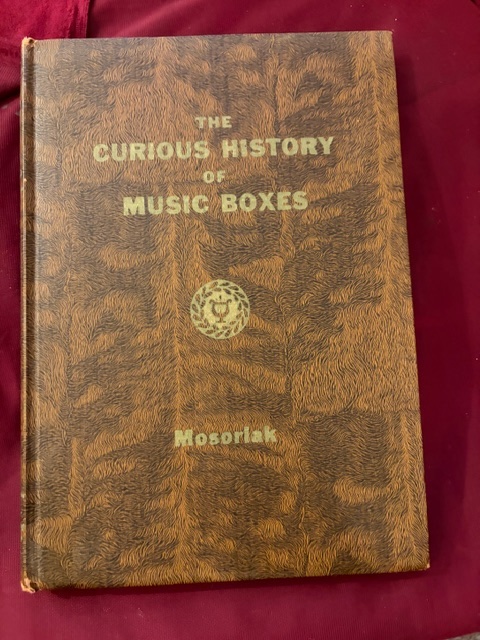 THE
CURIOUS HISTORY
OF
MUSIC BOXES
Mosoriak